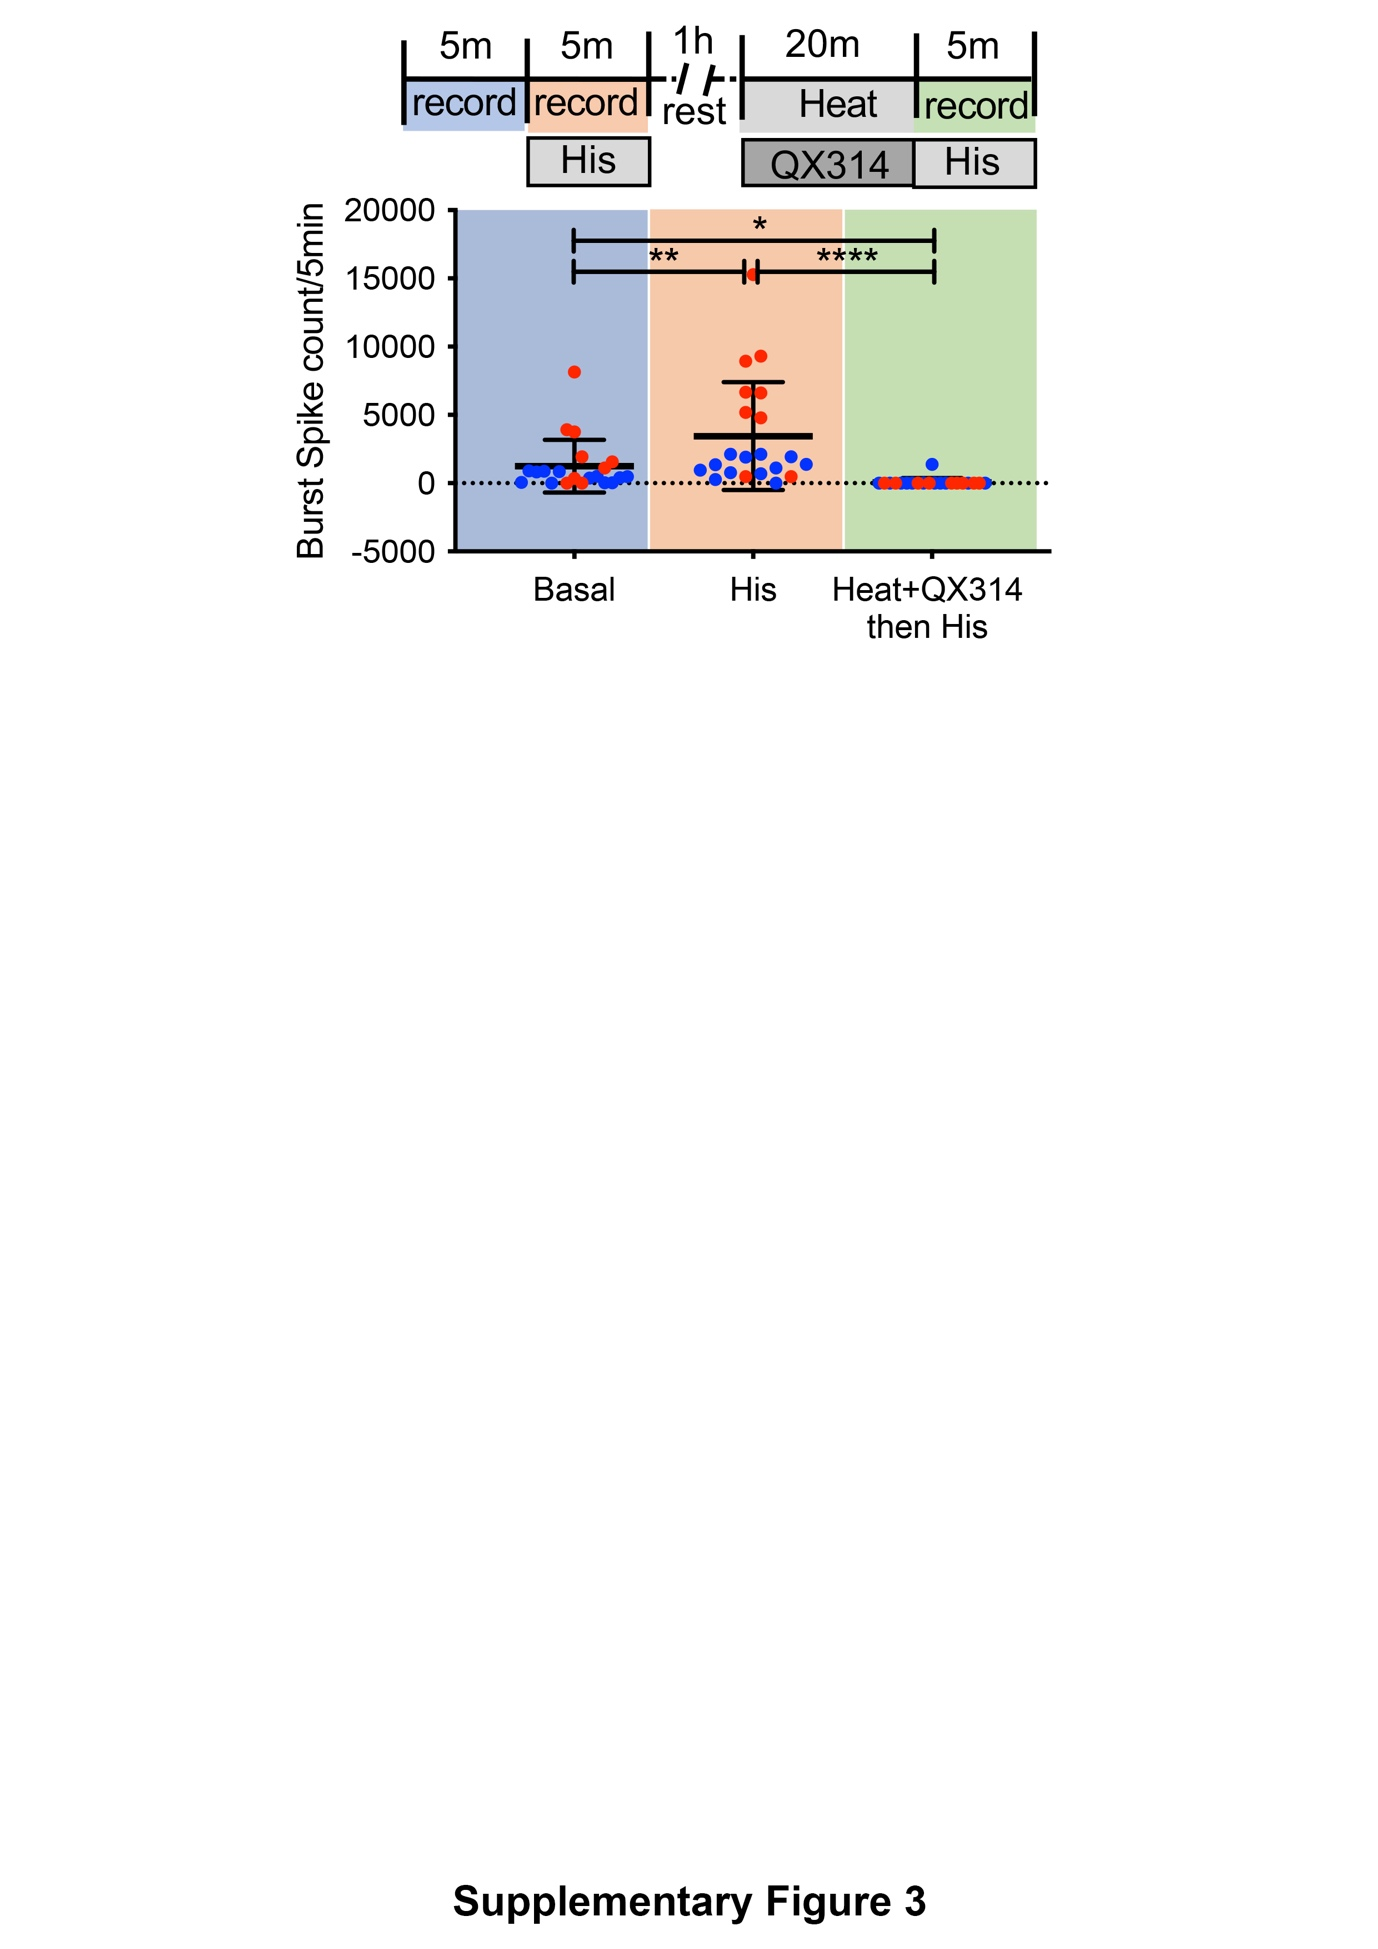 5m 5m 1h 20m 5m
record record rest Heat record
His QX314 His
Burst Spike count/5min
20000
15000
10000
5000
0
-5000
*
** ****
Basal His Heat+QX314
then His
Supplementary Figure 3